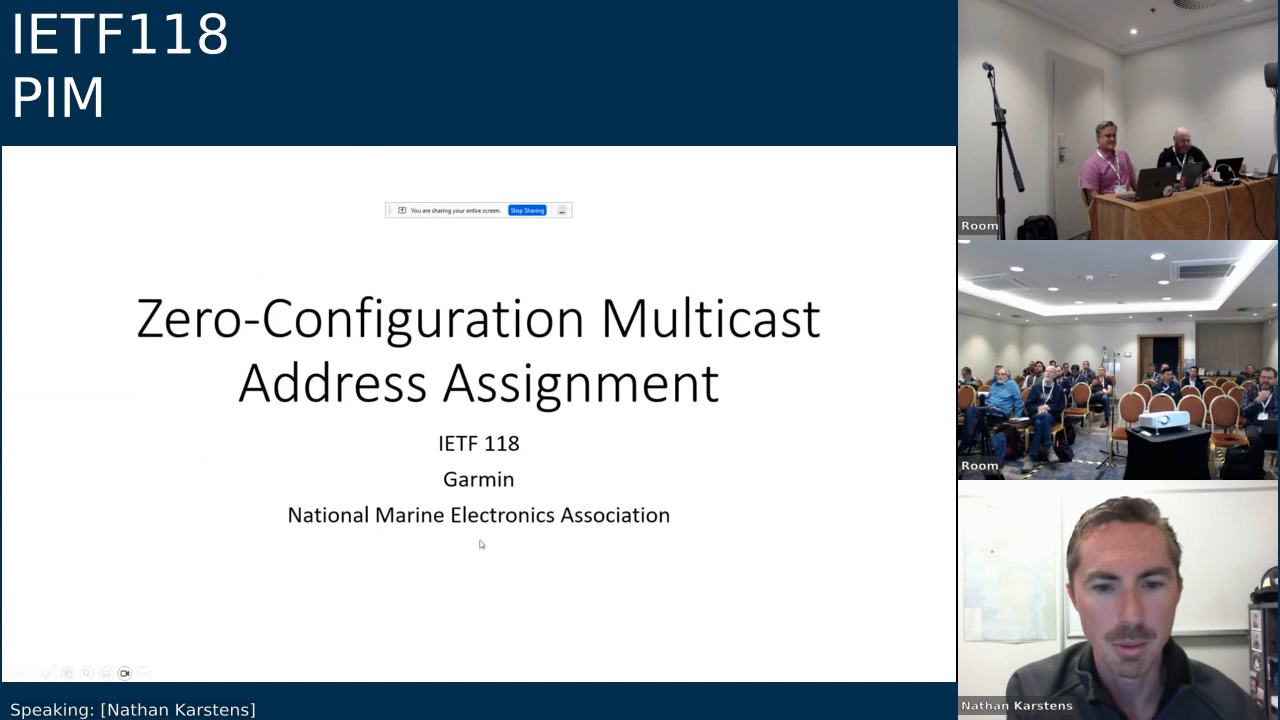 IETF118
PIM
You are sharing your entire screen.
Stop Sharing
Zero-Configuration Multicast
Address Assignment
IETF 118
Garmin
National Marine Electronics Association
Room
Room
Nathan Karstens
Speaking: [Nathan Karstens]